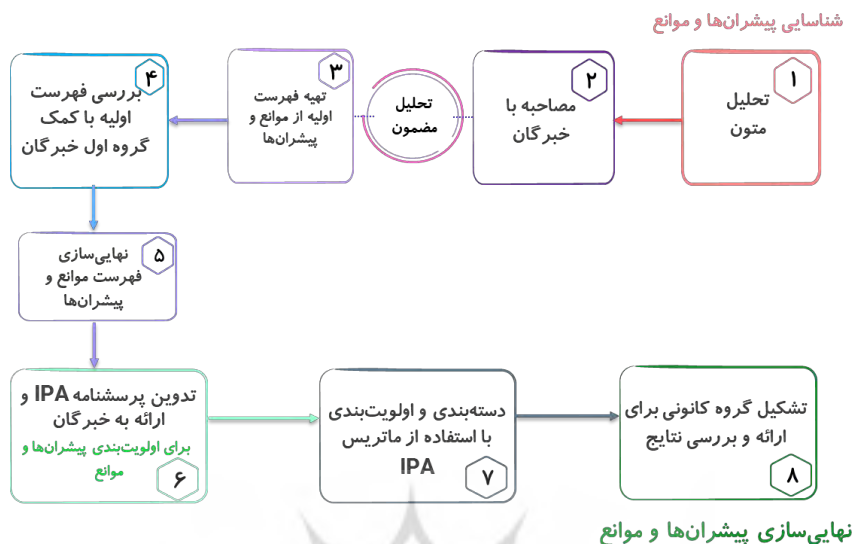 شناسایی پیشران‌ها و موانع
۱
تحلیل
متون
۲
مصاحبه با
خبرگان
تحلیل
مضمون
۳
تهیه فهرست
اولیه از موانع و
پیشران‌ها
۴
بررسی فهرست
اولیه با کمک
گروه اول خبرگان
۵
نهایی‌سازی
فهرست موانع و
پیشران‌ها
تدوین پرسشنامه IPA و
ارائه به خبرگان
برای اولویت‌بندی پیشران‌ها و
موانع
۶
دسته‌بندی و اولویت‌بندی
با استفاده از ماتریس
IPA
۷
تشکیل گروه کانونی برای
ارائه و بررسی نتایج
۸
نهایی‌سازی پیشران‌ها و موانع